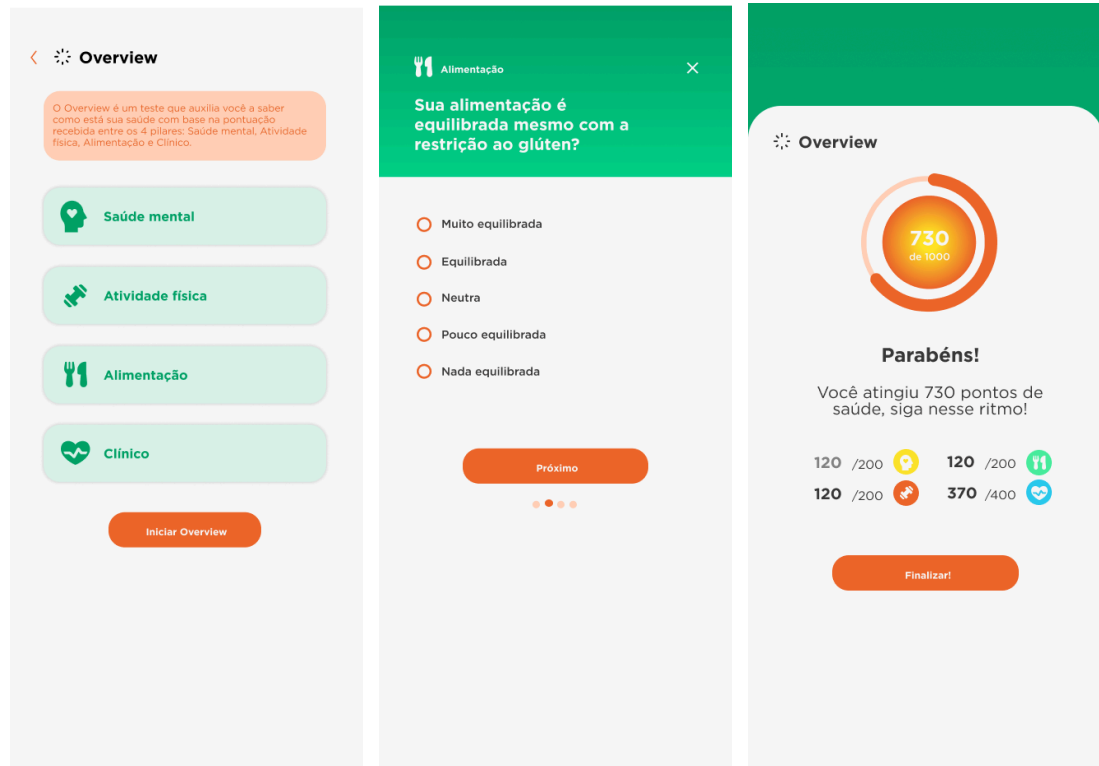 Overview
O Overview é um teste que auxilia você a saber
como está sua saúde com base na pontuação
recebida entre os 4 pilares: Saúde mental, Atividade
física, Alimentação e Clínico.
Saúde mental
Atividade física
Alimentação
Clínico
Iniciar Overview
Alimentação
Sua alimentação é
equilibrada mesmo com a
restrição ao glúten?
Muito equilibrada
Equilibrada
Neutra
Pouco equilibrada
Nada equilibrada
Próximo
Overview
730
de 1000
Parabéns!
Você atingiu 730 pontos de
saúde, siga nesse ritmo!
120 /200 120 /200
120 /200 370 /400
Finalizar!